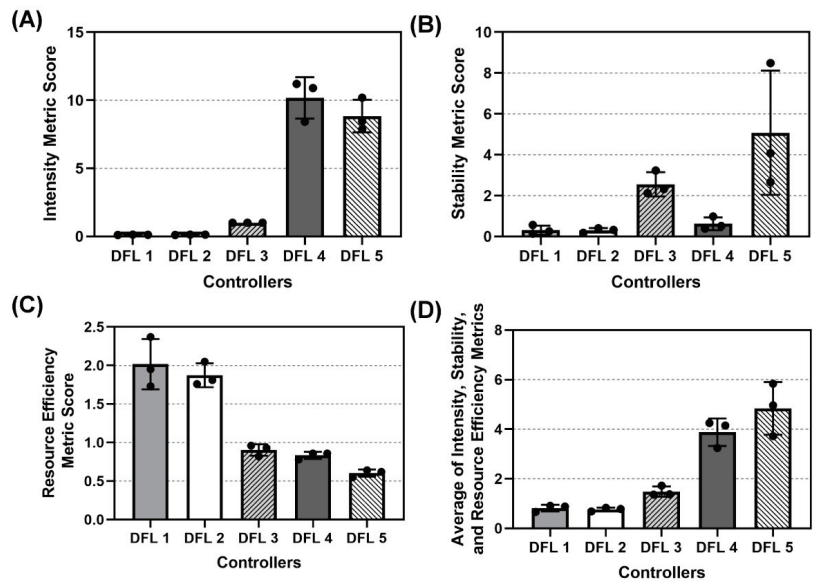 (A)
Intensity Metric Score
15
10
5
0
DFL 1 DFL 2 DFL 3 DFL 4 DFL 5
Controllers
(B)
Stability Metric Score
10
8
6
4
2
0
DFL 1 DFL 2 DFL 3 DFL 4 DFL 5
Controllers
(C)
Resource Efficiency
Metric Score
2.5
2.0
1.5
1.0
0.5
0.0
DFL 1 DFL 2 DFL 3 DFL 4 DFL 5
Controllers
(D)
Average of Intensity, Stability,
and Resource Efficiency Metrics
8
6
4
2
0
DFL 1 DFL 2 DFL 3 DFL 4 DFL 5
Controllers